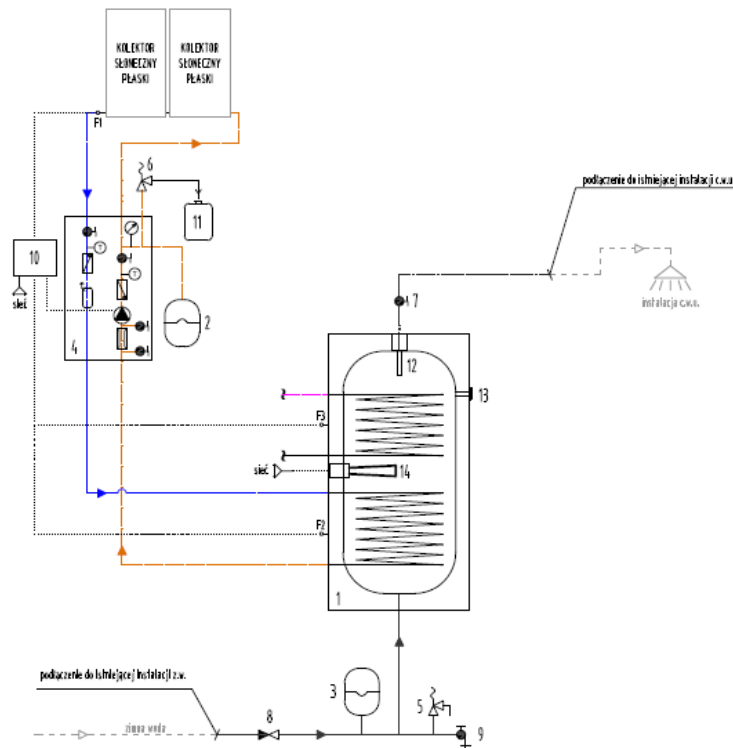 KOLEKTOR
SŁONECZNY
PŁASKI
KOLEKTOR
SŁONECZNY
PŁASKI
F1
6
11
podłączenie do istniejącej instalacji c.w.u
10
T
T
sieć
2
4
7
instalacja c.w.u.
12
13
F3
sieć
14
F2
1
podłączenie do istniejącej instalacji z.w.
3
5
8
9
zimna woda